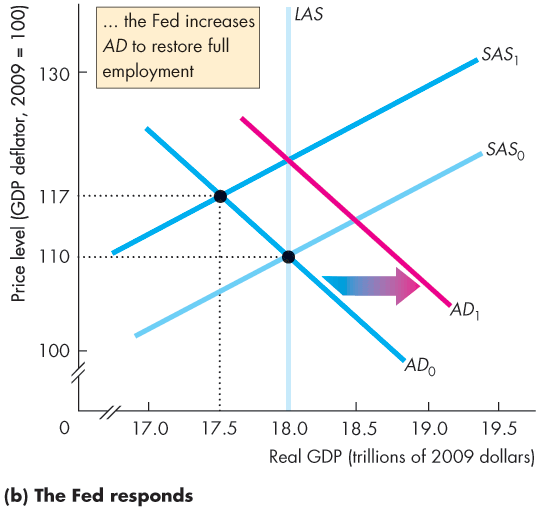 ... the Fed increases
AD to restore full
employment
LAS
Price level (GDP deflator, 2009 = 100)
130
117
110
100
0
SAS1
SAS0
AD1
AD0
17.0 17.5 18.0 18.5 19.0 19.5
Real GDP (trillions of 2009 dollars)
(b) The Fed responds